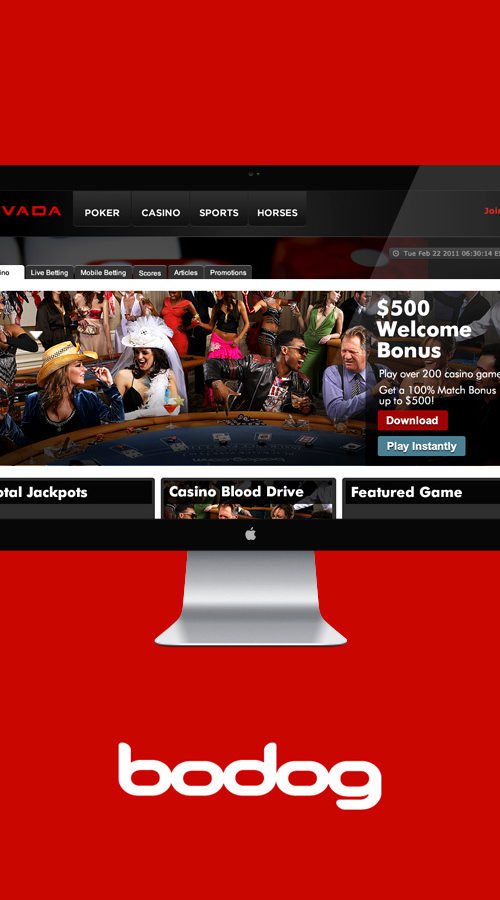 VADA
POKER CASINO SPORTS HORSES
Tue Feb 22 2011 06:30:14
Live Betting Mobile Betting Scores Articles Promotions
$500
Welcome
Bonus
Play over 200 casino game
Get a 100% Match Bonus
up to $500!
Download
Play Instantly
otal Jackpots Casino Blood Drive Featured Game
bodog